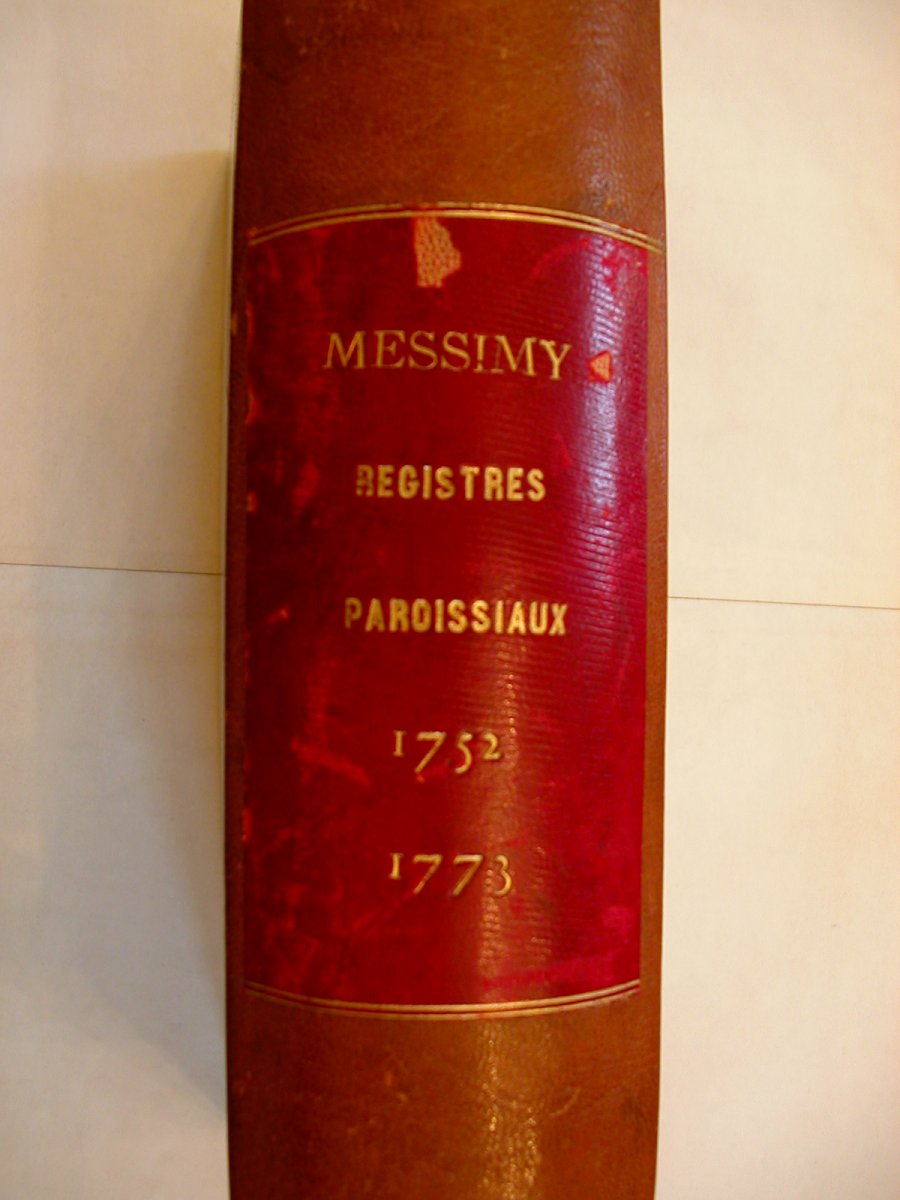 MESSIMY
REGISTRES
PAROISSIAUX
1752
1773